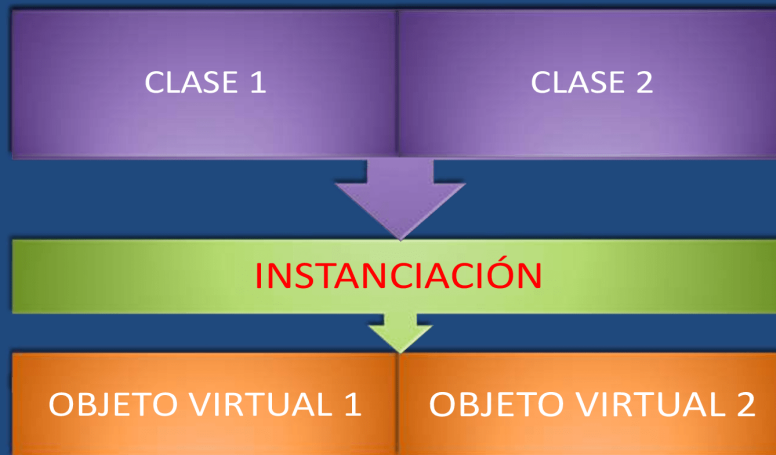 CLASE 1 CLASE 2
INSTANCIACIÓN
OBJETO VIRTUAL 1 OBJETO VIRTUAL 2